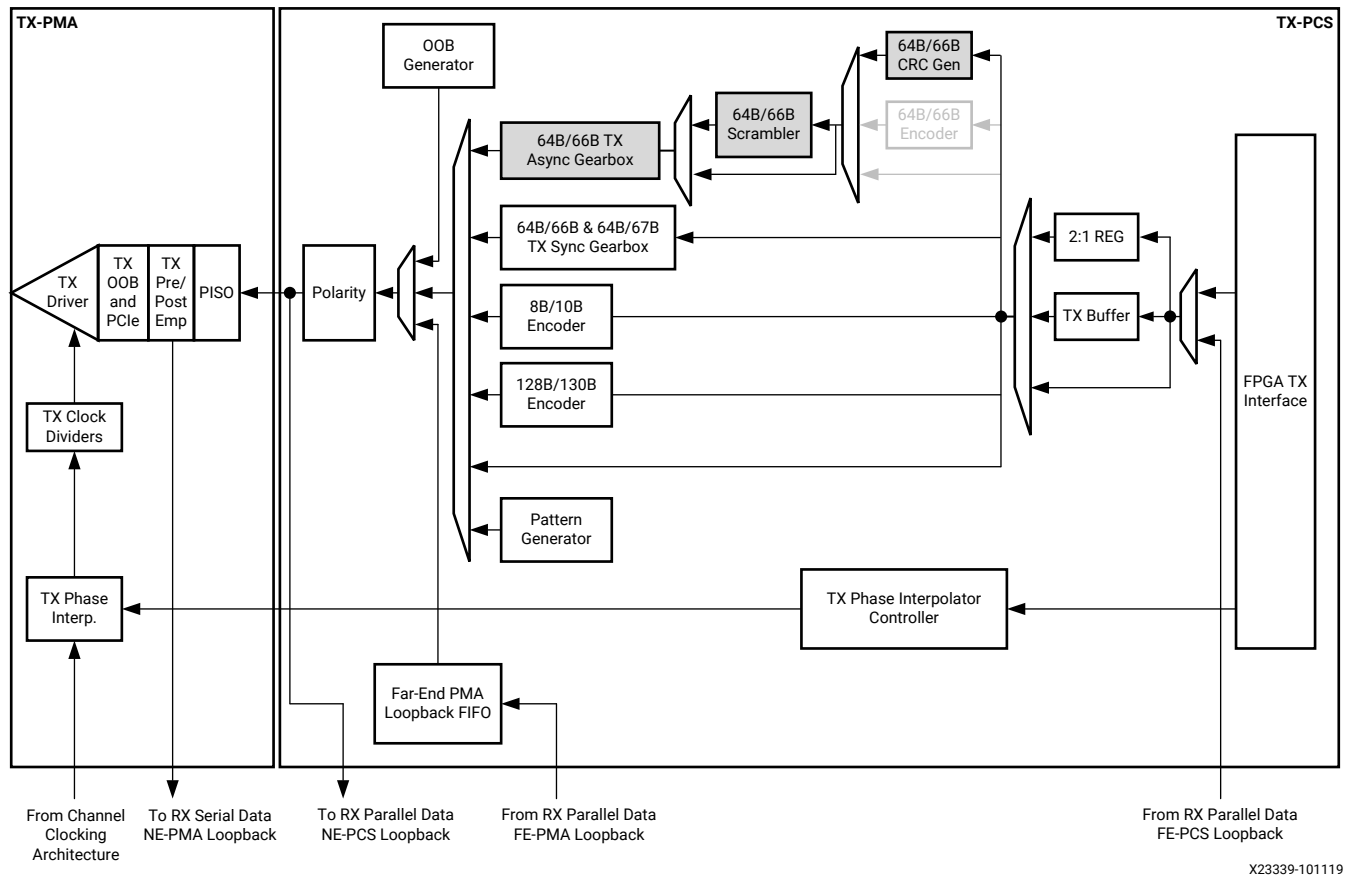 TX-PMA
TX-PCS
OOB
Generator
64B/66B
CRC Gen
64B/66B
Encoder
64B/66B
Scrambler
64B/66B TX
Async Gearbox
64B/66B & 64B/67B
TX Sync Gearbox
2:1 REG
TX
Driver
TX
OOB
and
PCIe
TX
Pre/
Post
Emp
PISO
Polarity
8B/10B
Encoder
TX Buffer
128B/130B
Encoder
FPGA TX
Interface
TX Clock
Dividers
Pattern
Generator
TX Phase
Interp.
TX Phase Interpolator
Controller
Far-End PMA
Loopback FIFO
From Channel
Clocking
Architecture
To RX Serial Data
NE-PMA Loopback
To RX Parallel Data
NE-PCS Loopback
From RX Parallel Data
FE-PMA Loopback
From RX Parallel Data
FE-PCS Loopback
X23339-101119